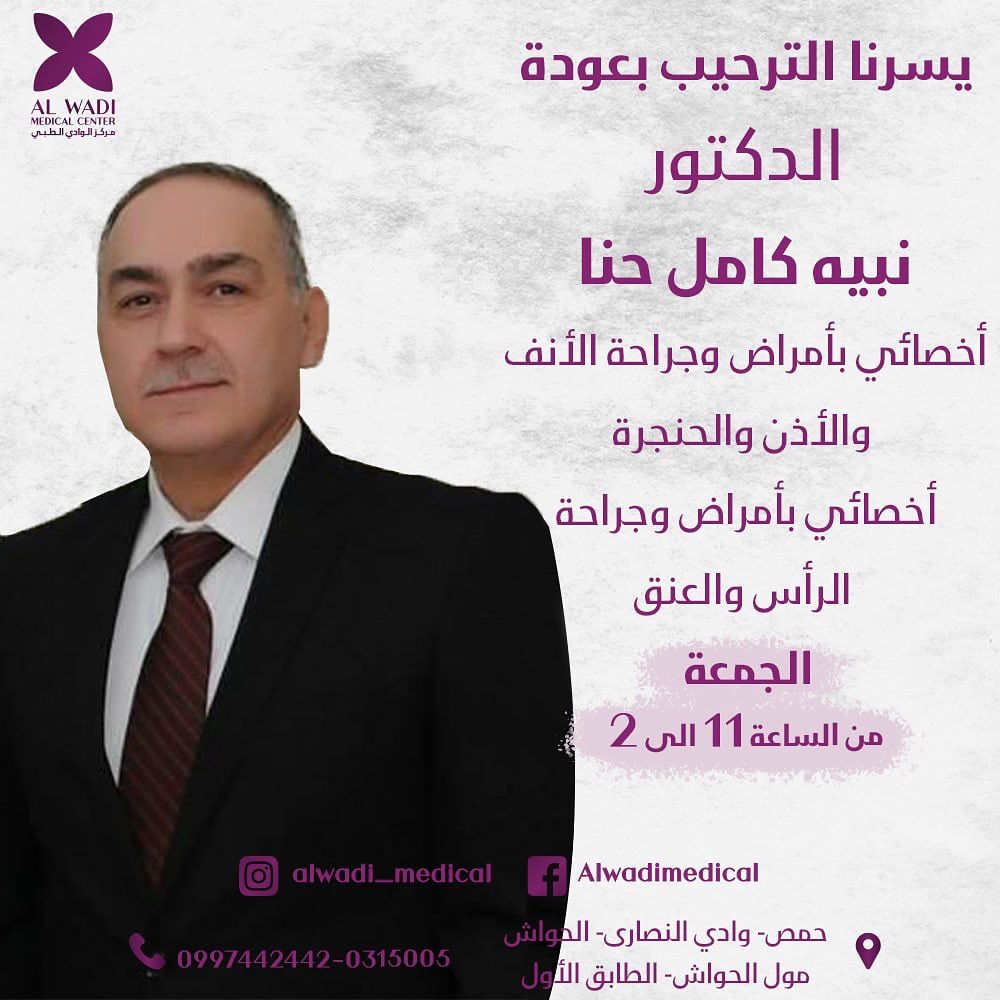 AL WADI
MEDICAL CENTER
مركز الوادي الطبي
يسرنا الترحيب بعودة
الدكتور
نبيه كامل حنا
أخصائي بأمراض وجراحة الأنف
والأذن والحنجرة
أخصائي بأمراض وجراحة
الرأس والعنق
الجمعة
من الساعة 11 الى 2
alwadi_medical
Alwadimedical
حمص- وادي النصارى- الحواش
0997442442-0315005
مول الحواش- الطابق الأول